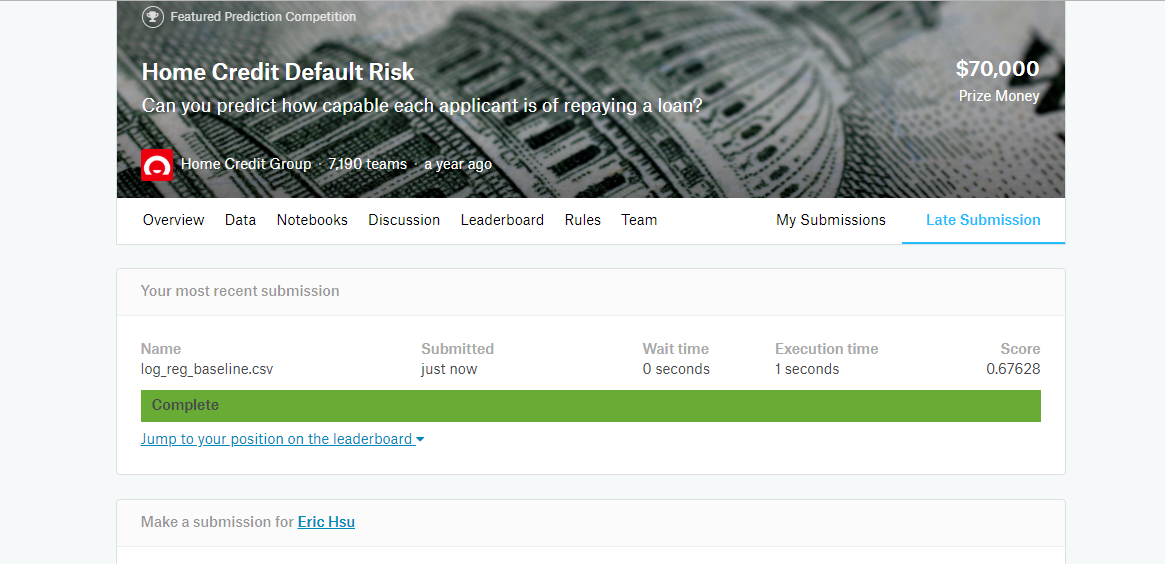 Featured Prediction Competition
Home Credit Default Risk
$70,000
Can you predict how capable each applicant is of repaying a loan?
Prize Money
Home Credit Group · 7,190 teams · a year ago
Overview Data Notebooks Discussion Leaderboard Rules Team My Submissions Late Submission
Your most recent submission
Name Submitted Wait time Execution time Score
log_reg_baseline.csv just now 0 seconds 1 seconds 0.67628
Complete
Jump to your position on the leaderboard
Make a submission for Eric Hsu